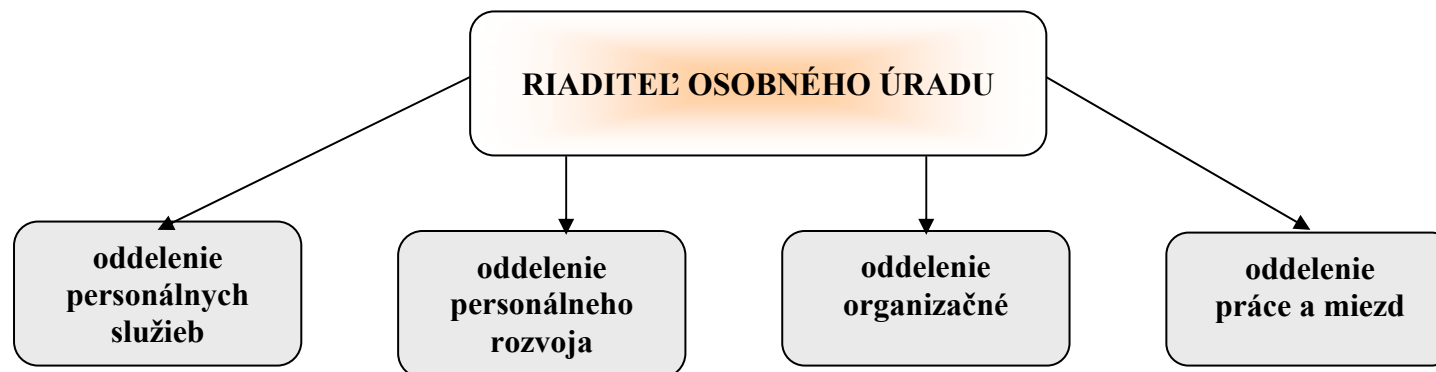 RIADITEĽ OSOBNÉHO ÚRADU
oddelenie
personálnych
služieb
oddelenie
personálneho
rozvoja
oddelenie
organizačné
oddelenie
práce a miezd